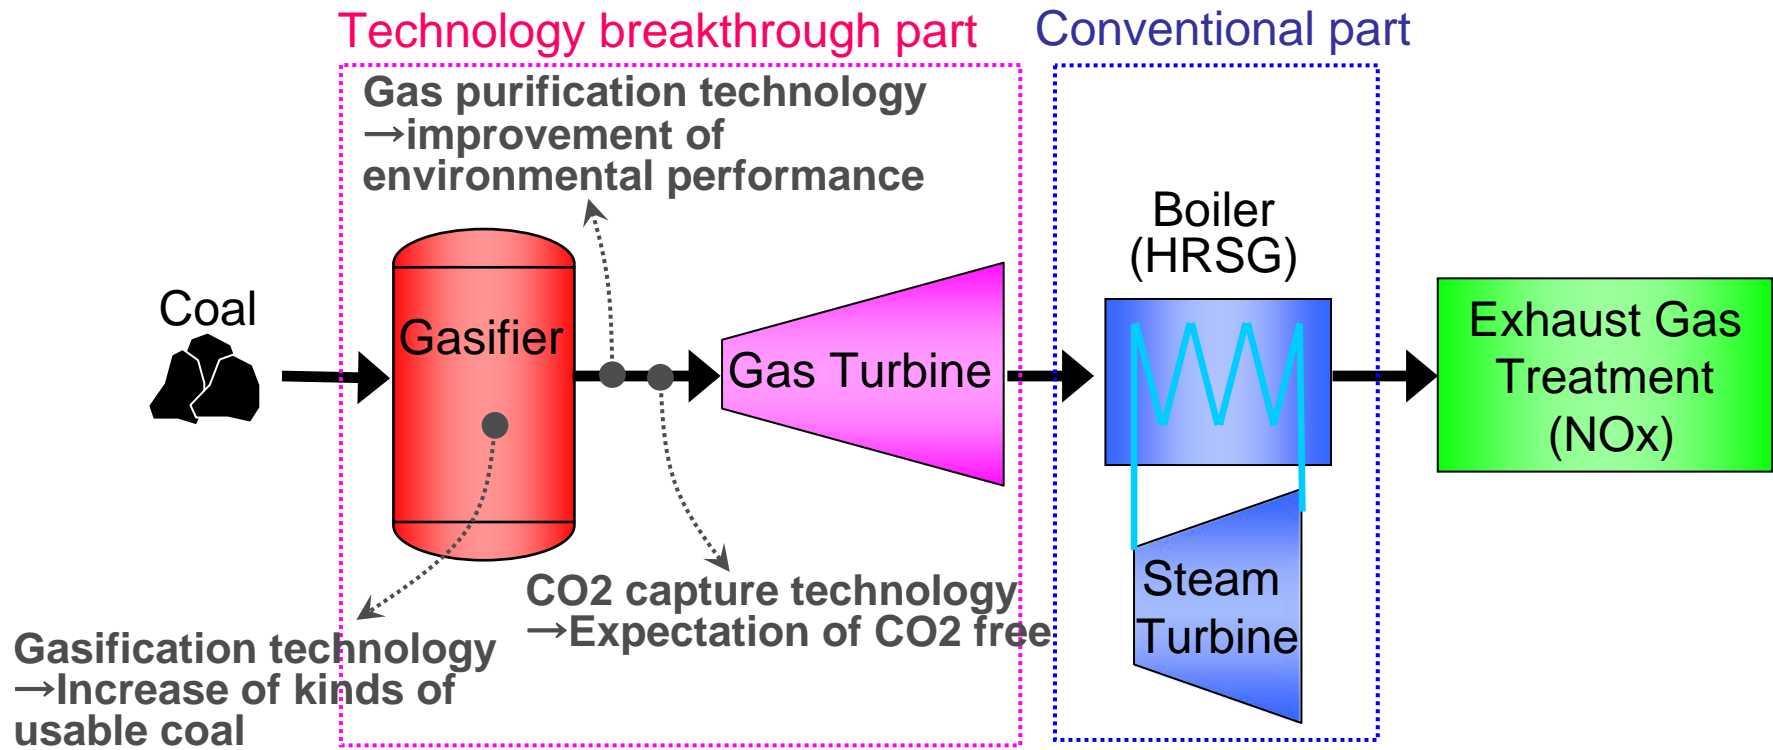 Technology breakthrough part
Conventional part
Gas purification technology
→improvement of
environmental performance
Boiler
(HRSG)
Coal
Gasifier
Gas Turbine
Exhaust Gas
Treatment
(NOx)
CO2 capture technology
→Expectation of CO2 free
Steam
Turbine
Gasification technology
→Increase of kinds of
usable coal